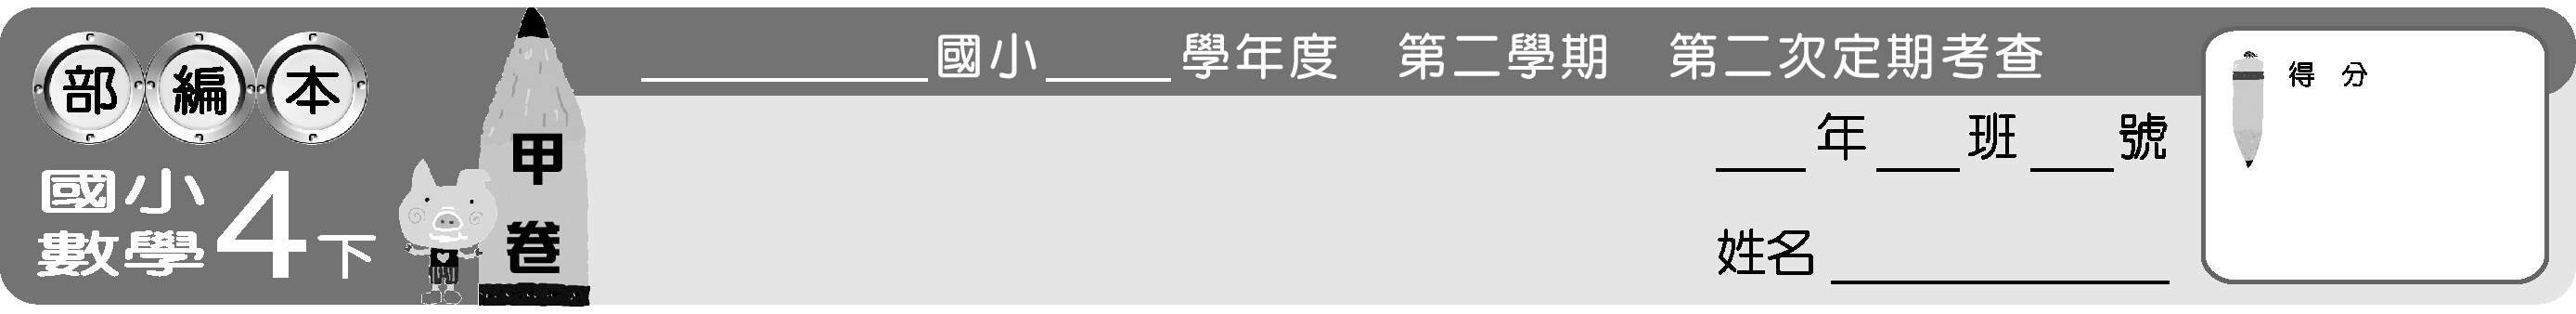 部編本
國小
數學4下
甲卷
國小 學年度 第二學期 第二次定期考查
年 班 號
姓名
得分